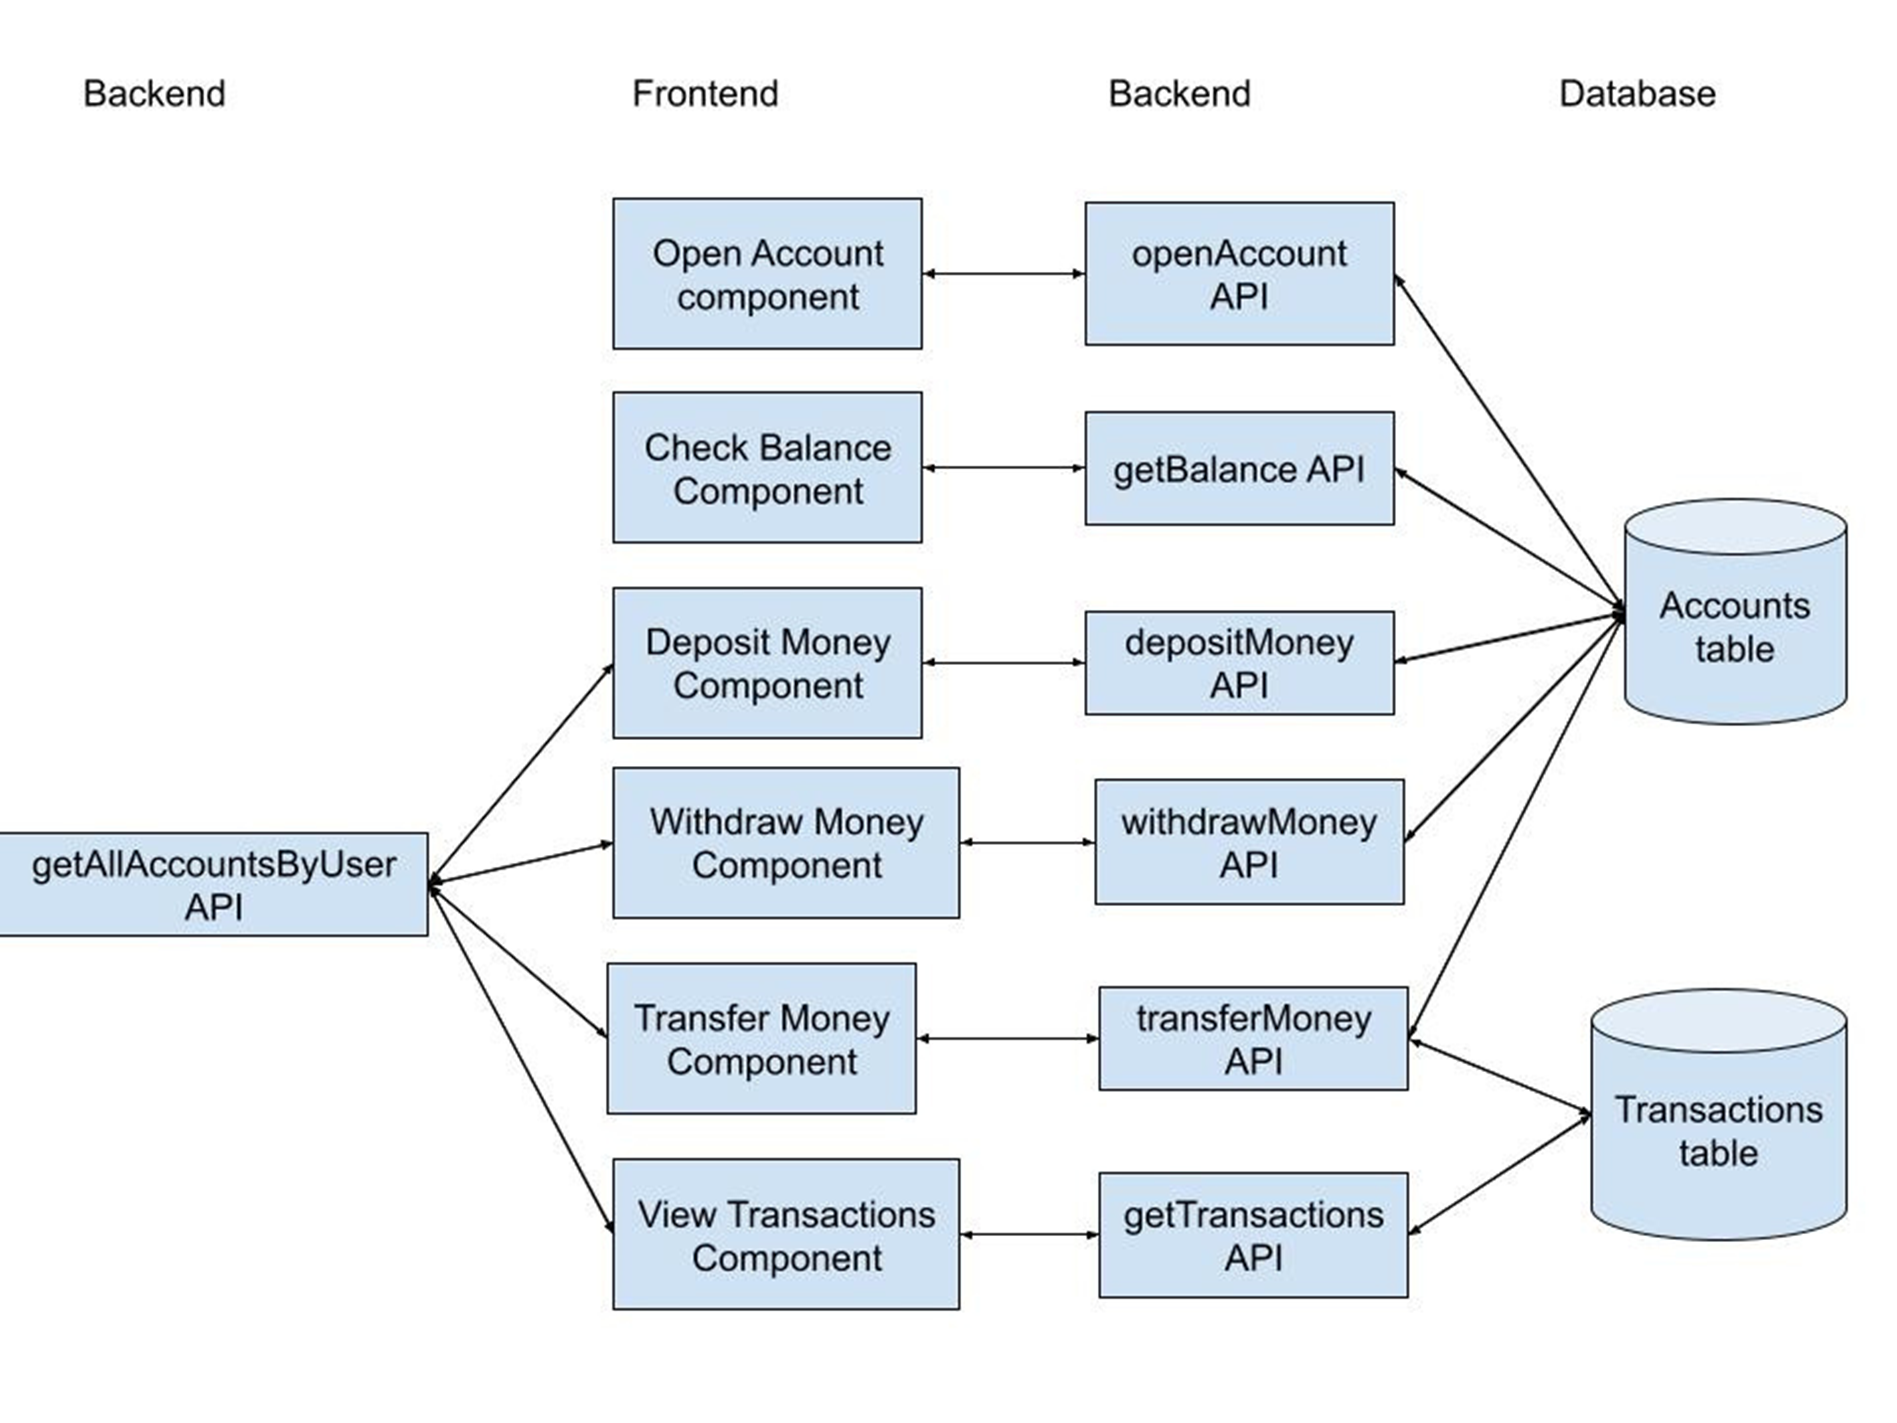 Backend
Frontend
Backend
Database
Open Account
component
openAccount
API
Check Balance
Component
getBalance API
Deposit Money
Component
depositMoney
API
Accounts
table
getAllAccountsByUser
API
Withdraw Money
Component
withdrawMoney
API
Transfer Money
Component
transferMoney
API
Transactions
table
View Transactions
Component
getTransactions
API